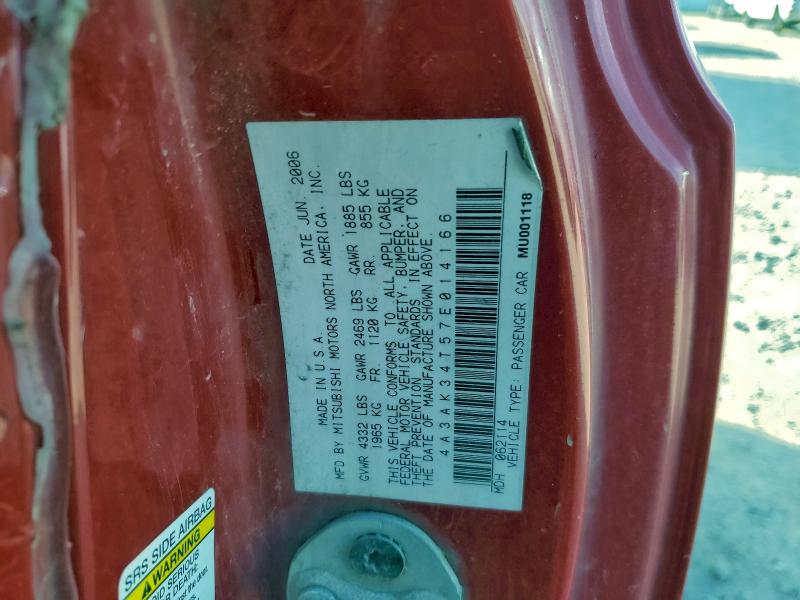 MADE IN U.S.A. DATE JUN. 2006
MFD BY MITSUBISHI MOTORS NORTH AMERICA, INC.
GVWR 4332 LBS GAWR 2469 LBS GAWR 1885 LBS
1965 KG FR. 1120 KG RR. 855 KG
THIS VEHICLE CONFORMS TO ALL APPLICABLE
FEDERAL MOTOR VEHICLE SAFETY, BUMPER, AND
THEFT PREVENTION STANDARDS IN EFFECT ON
THE DATE OF MANUFACTURE SHOWN ABOVE.
4A3AK34T57E014166
MDH 062114
VEHICLE TYPE: PASSENGER CAR MU001118
SRS SIDE AIRBAG
WARNING
SERIOUS
DEATH: